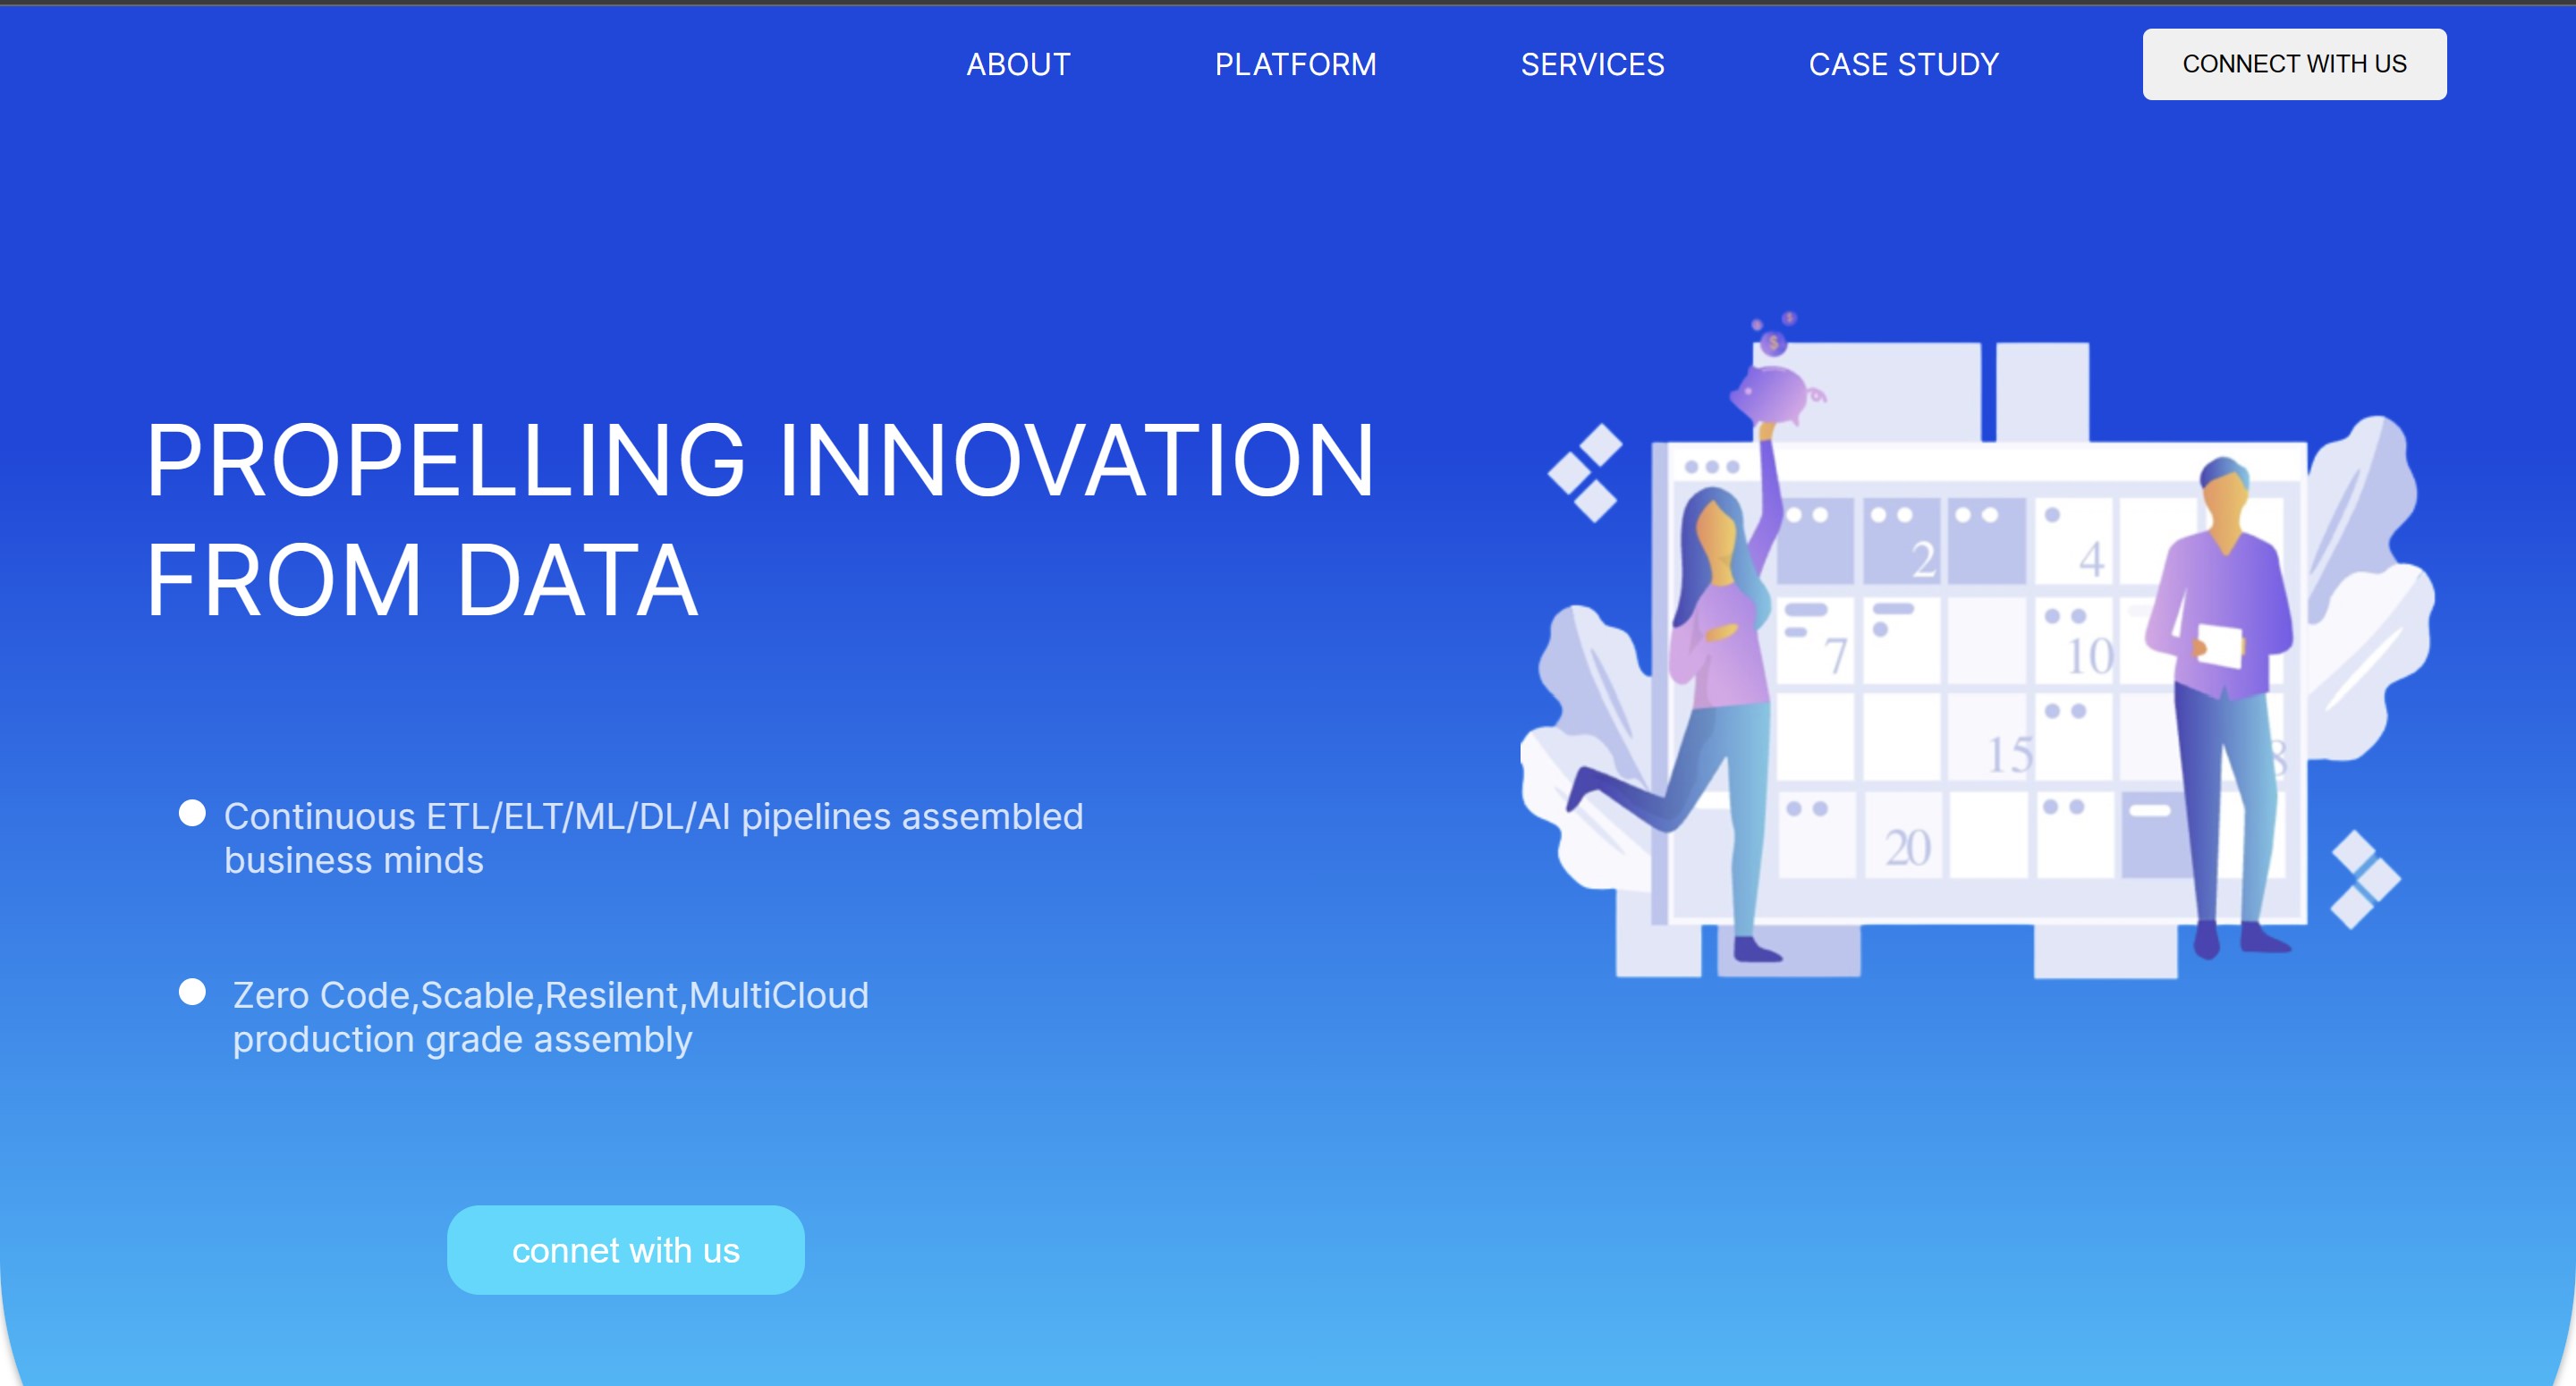 ABOUT PLATFORM SERVICES CASE STUDY CONNECT WITH US
PROPELLING INNOVATION
FROM DATA
Continuous ETL/ELT/ML/DL/AI pipelines assembled
business minds
Zero Code,Scable,Resilent,MultiCloud
production grade assembly
connet with us
$
$
2 4
7 10
15 8
20